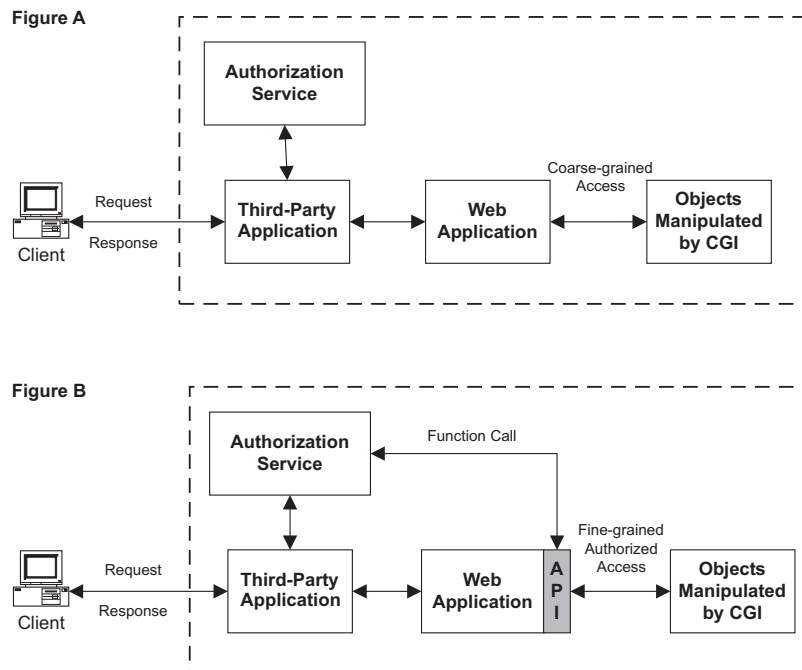 Figure A
Authorization
Service
Request
Response
Client
Third-Party
Application
Web
Application
Coarse-grained
Access
Objects
Manipulated
by CGI
Figure B
Authorization
Service
Function Call
Request
Response
Client
Third-Party
Application
Web
Application
A
P
I
Fine-grained
Authorized
Access
Objects
Manipulated
by CGI